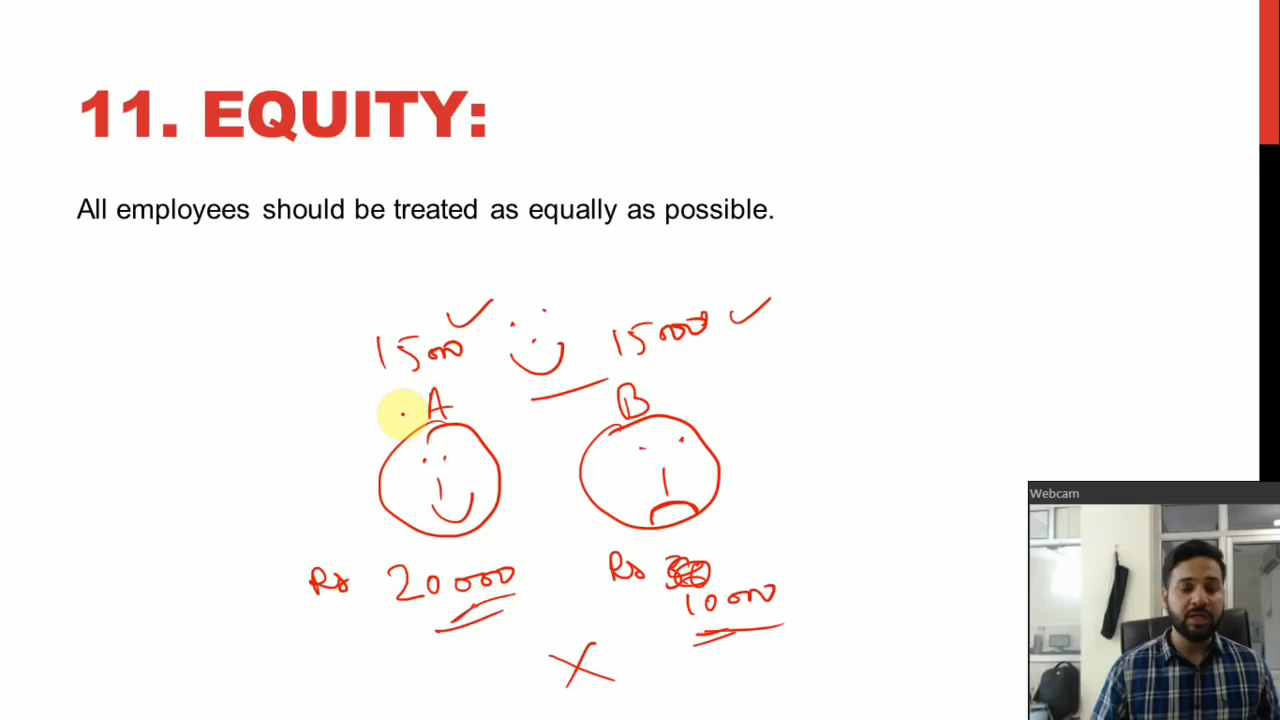 11. EQUITY:
All employees should be treated as equally as possible.
15000 15000
A B
Rs 20000 Rs
10000
Webcam